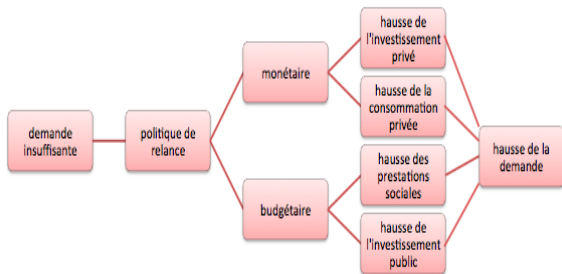 demande
insuffisante
politique de
relance
monétaire
budgétaire
hausse de
l'investissement
privé
hausse de la
consommation
privée
hausse des
prestations
sociales
hausse de
l'investissement
public
hausse de la
demande